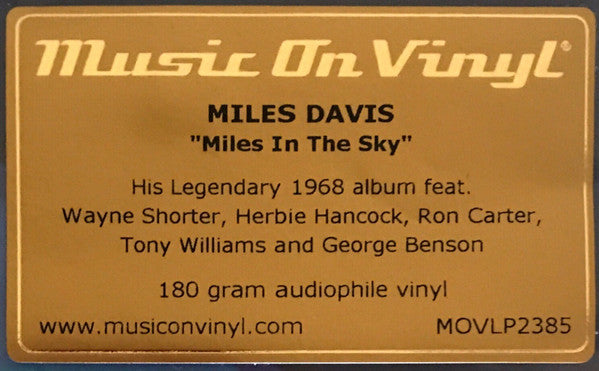 Music On Vinyl®
MILES DAVIS
"Miles In The Sky"
His Legendary 1968 album feat.
Wayne Shorter, Herbie Hancock, Ron Carter,
Tony Williams and George Benson
180 gram audiophile vinyl
www.musiconvinyl.com MOVLP2385